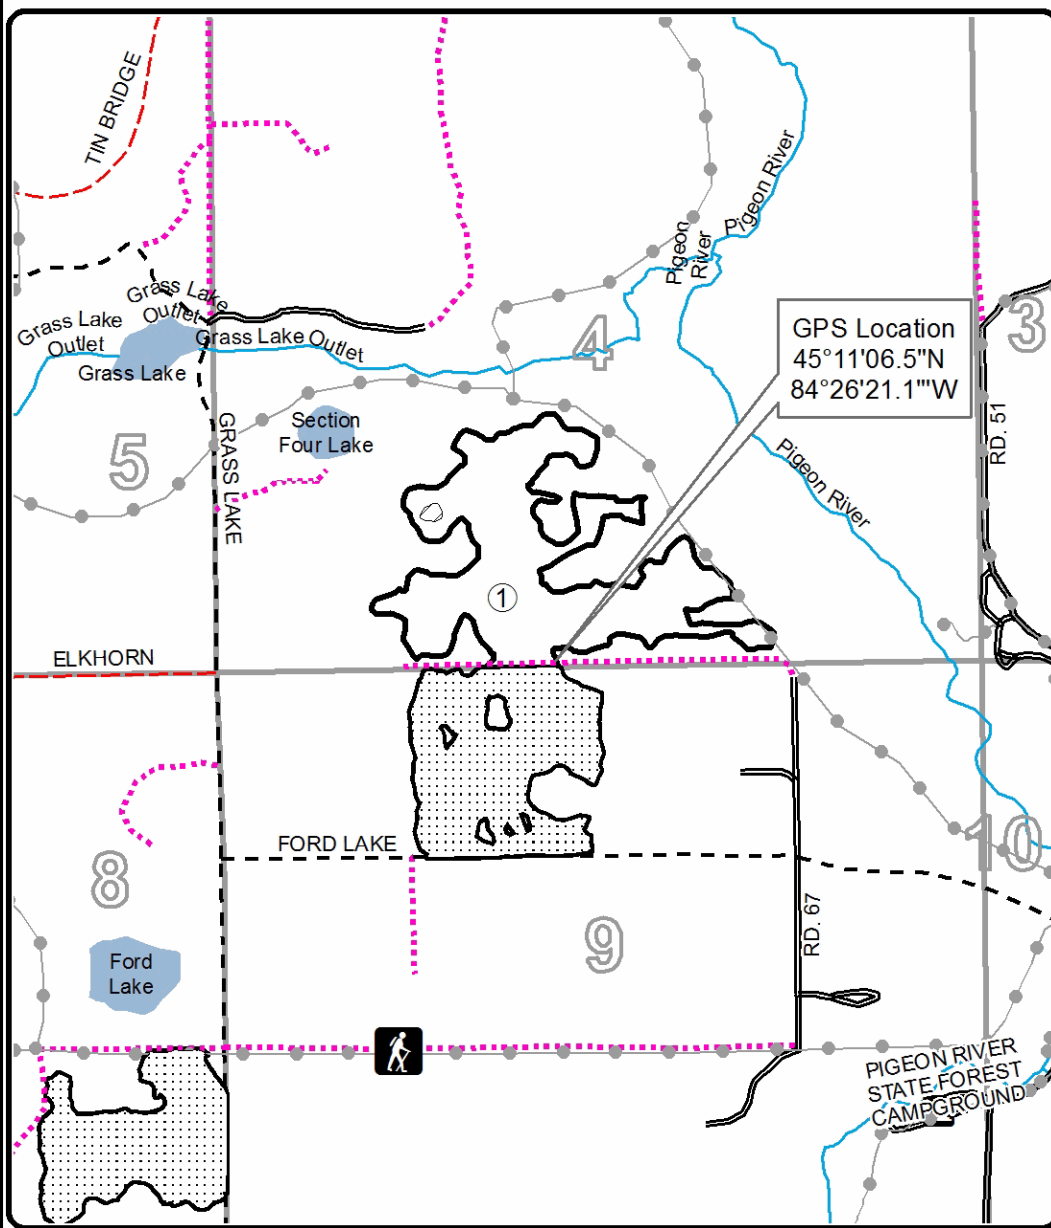 TIN BRIDGE
Pigeon River
Pigeon
River
Grass Lake
Outlet
Grass Lake
Outlet
Grass Lake Outlet
Grass Lake
4
3
GPS Location
45°11'06.5"N
84°26'21.1'"W
Section
Four Lake
5
GRASS LAKE
RD. 51
Pigeon River
1
ELKHORN
FORD LAKE
10
8
9
RD. 67
Ford
Lake
PIGEON RIVER
STATE FOREST
CAMPGROUND